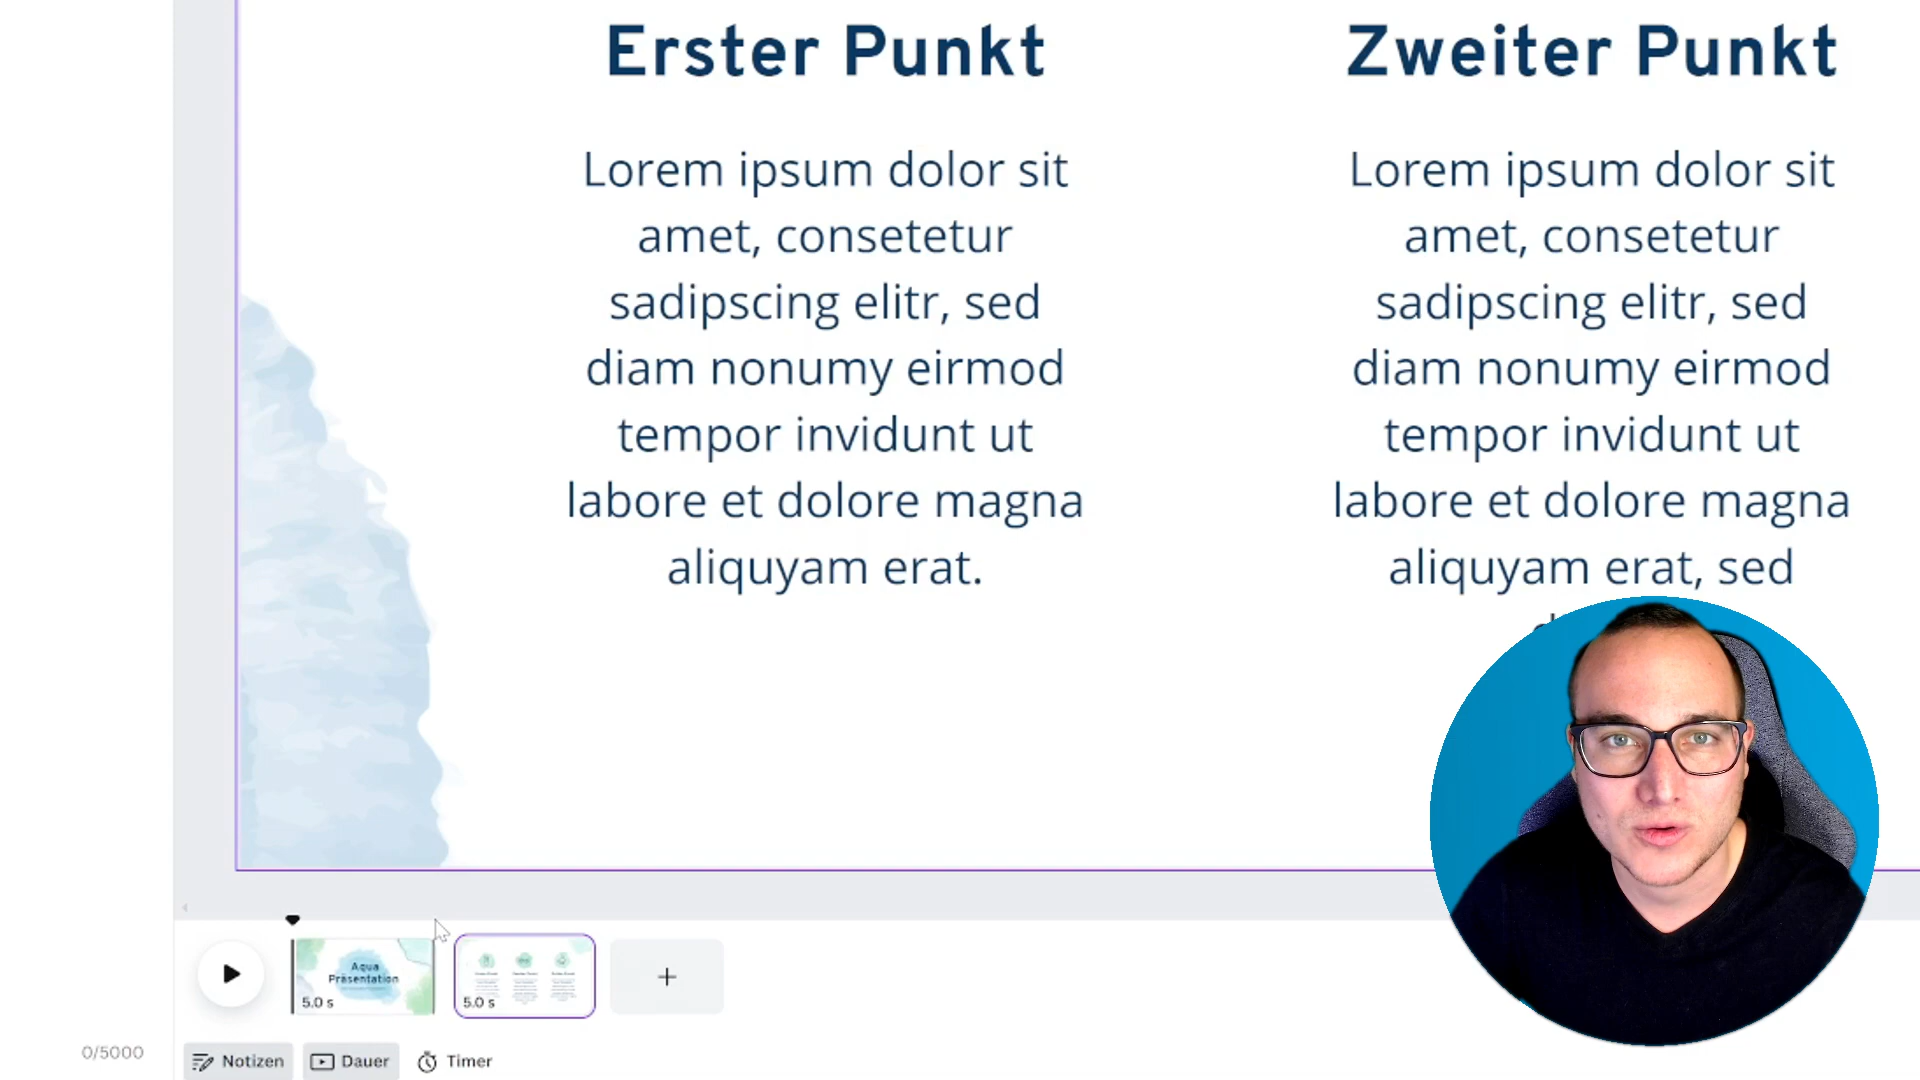 Erster Punkt
Lorem ipsum dolor sit
amet, consetetur
sadipscing elitr, sed
diam nonumy eirmod
tempor invidunt ut
labore et dolore magna
aliquyam erat.
Zweiter Punkt
Lorem ipsum dolor sit
amet, consetetur
sadipscing elitr, sed
diam nonumy eirmod
tempor invidunt ut
labore et dolore magna
aliquyam erat, sed
Aqua
Präsentation
5.0 s
5.0 s
0/5000
Notizen
Dauer
Timer